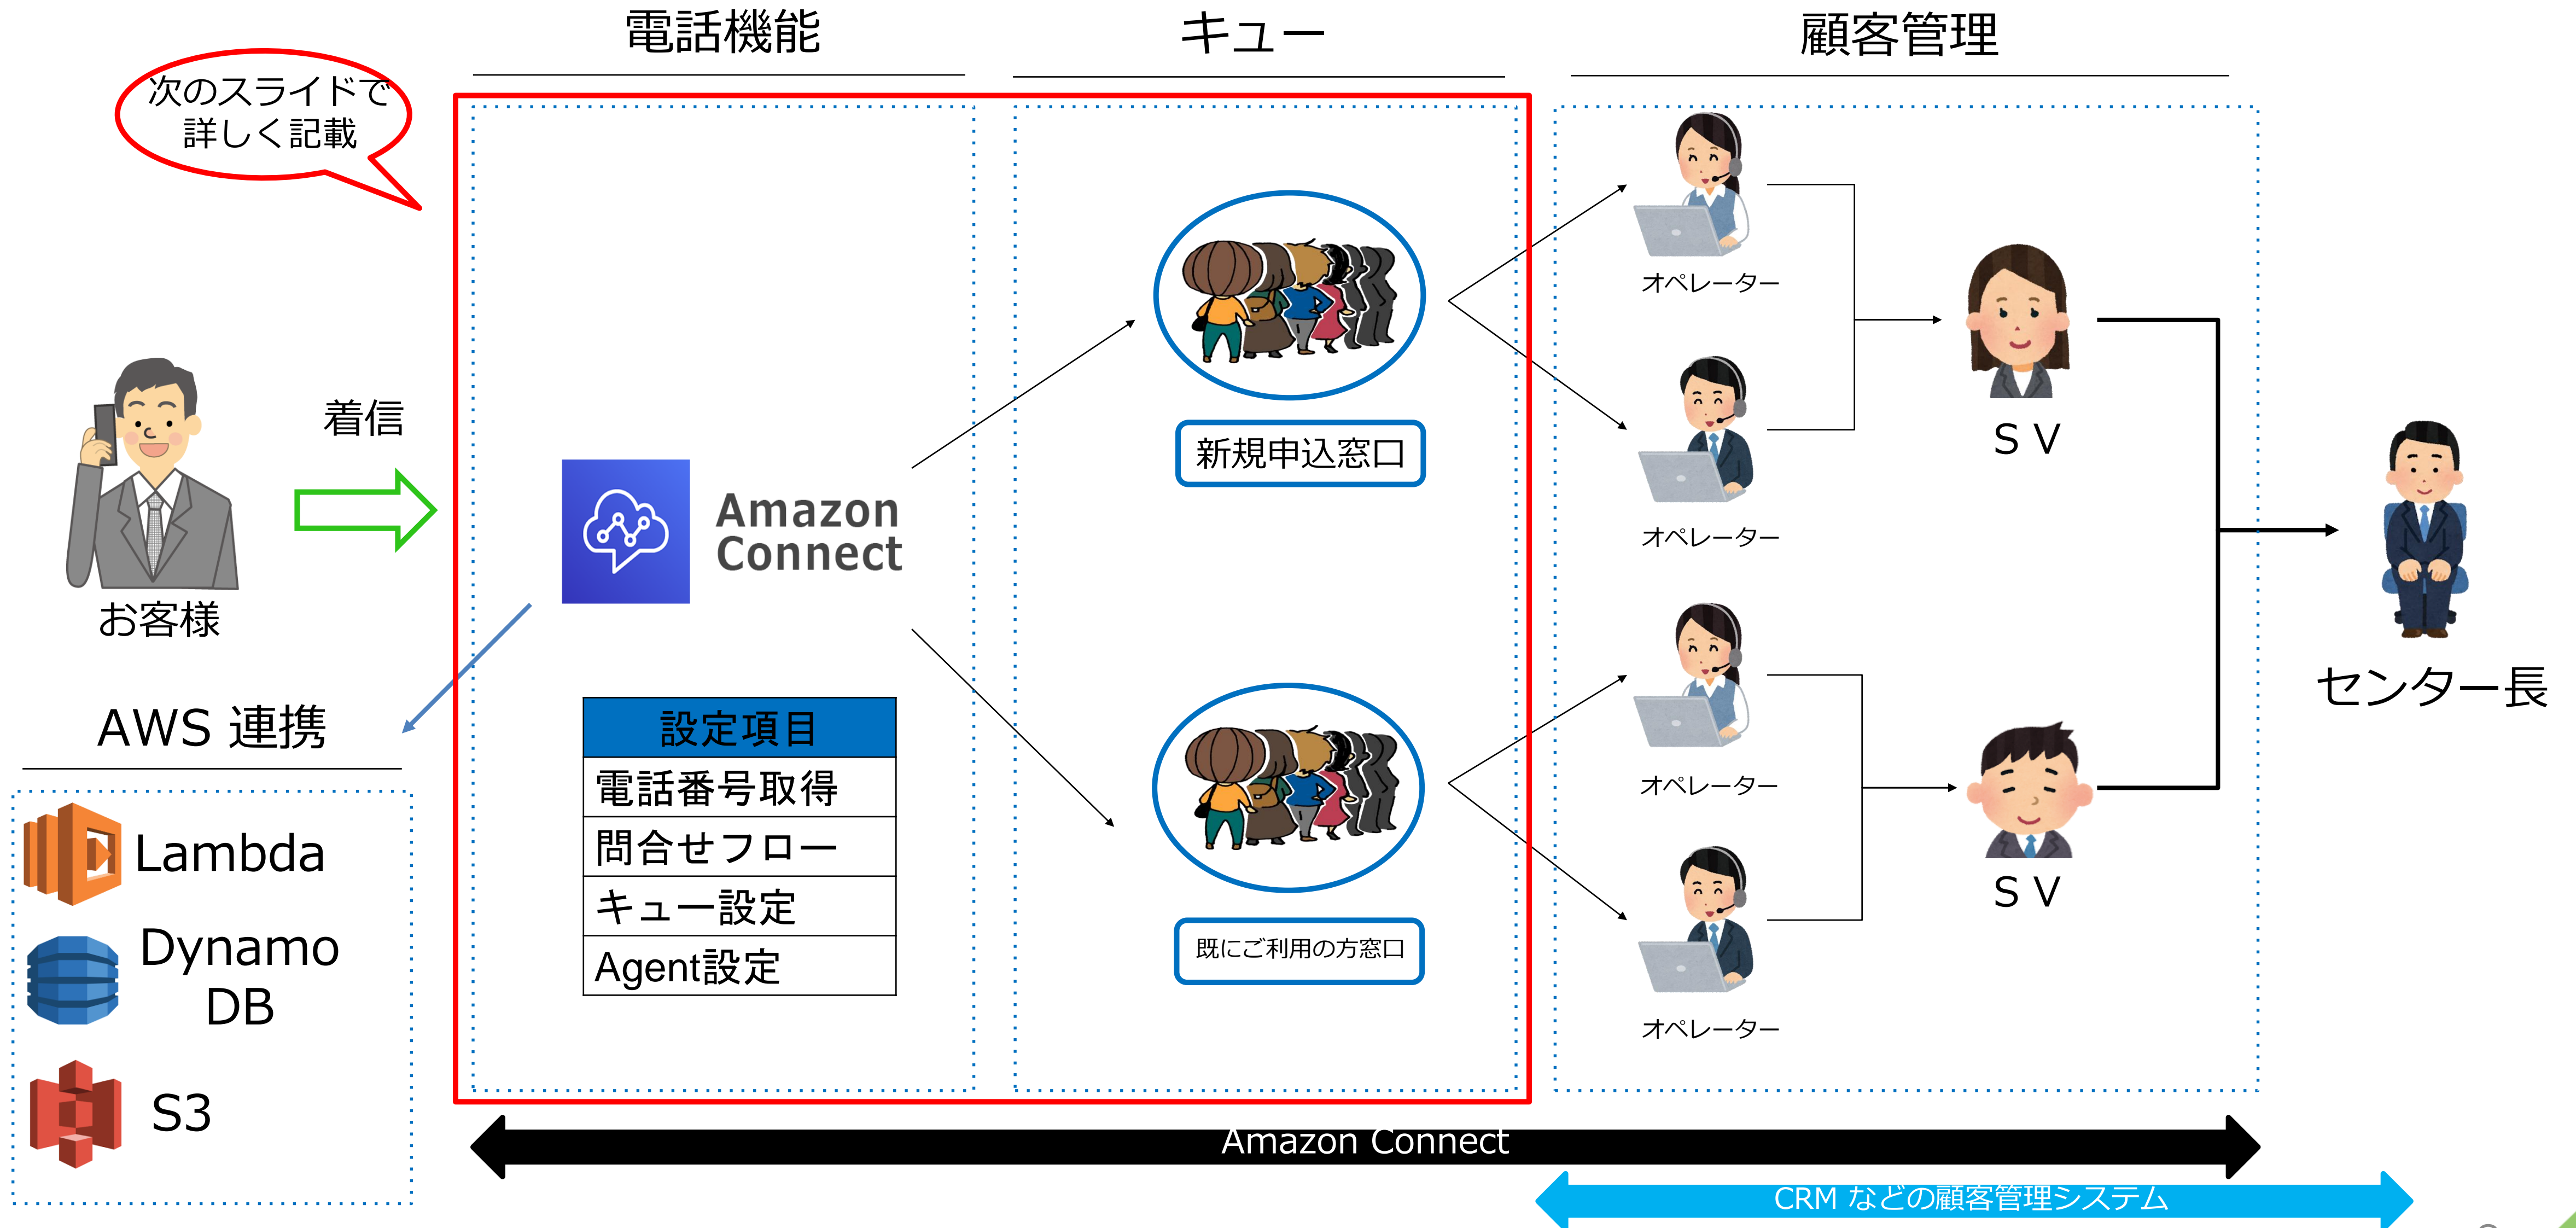 電話機能
キュー
顧客管理
次のスライドで
詳しく記載
着信
お客様
AWS 連携
Lambda
Dynamo
DB
S3
Amazon
Connect
設定項目
電話番号取得
問合せフロー
キュー設定
Agent設定
新規申込窓口
既にご利用の方窓口
オペレーター
オペレーター
オペレーター
オペレーター
ＳＶ
ＳＶ
センター長
Amazon Connect
CRM などの顧客管理システム